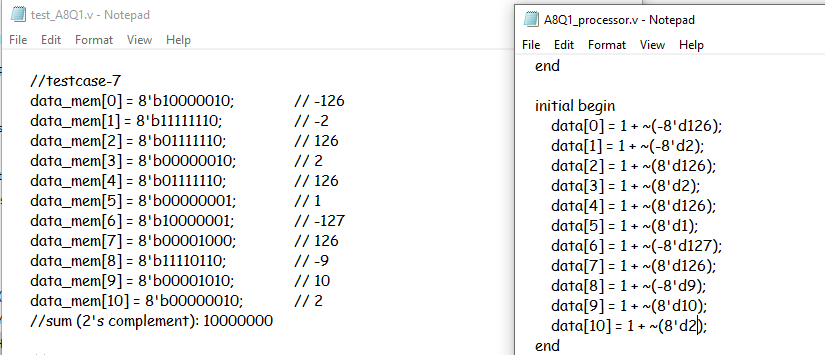 test_A8Q1.v - Notepad
File Edit Format View Help
//testcase-7
data_mem[0] = 8'b10000010; // -126
data_mem[1] = 8'b11111110; // -2
data_mem[2] = 8'b01111110; // 126
data_mem[3] = 8'b00000010; // 2
data_mem[4] = 8'b01111110; // 126
data_mem[5] = 8'b00000001; // 1
data_mem[6] = 8'b10000001; // -127
data_mem[7] = 8'b00001000; // 126
data_mem[8] = 8'b11110110; // -9
data_mem[9] = 8'b00001010; // 10
data_mem[10] = 8'b00000010; // 2
//sum (2's complement): 10000000
A8Q1_processor.v - Notepad
File Edit Format View Help
end
initial begin
data[0] = 1 + ~(-8'd126);
data[1] = 1 + ~(-8'd2);
data[2] = 1 + ~(8'd126);
data[3] = 1 + ~(8'd2);
data[4] = 1 + ~(8'd126);
data[5] = 1 + ~(8'd1);
data[6] = 1 + ~(-8'd127);
data[7] = 1 + ~(8'd126);
data[8] = 1 + ~(-8'd9);
data[9] = 1 + ~(8'd10);
data[10] = 1 + ~(8'd2);
end